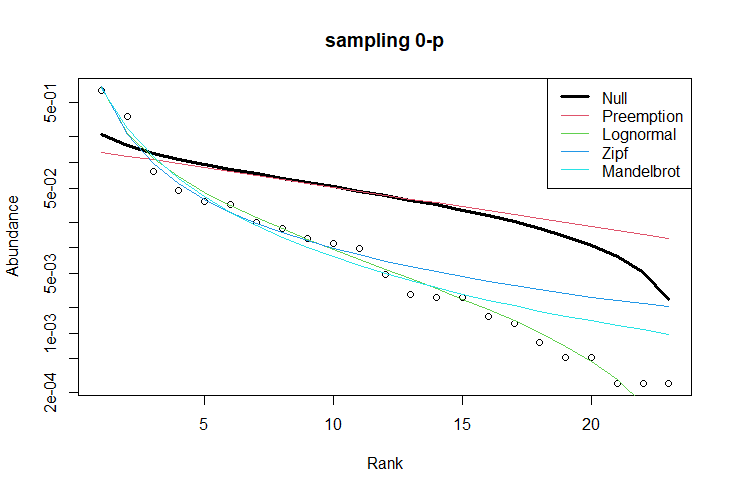 sampling 0-p
Null
Preemption
Lognormal
Zipf
Mandelbrot
5e-01
5e-02
5e-03
1e-03
2e-04
Abundance
5
10
15
20
Rank